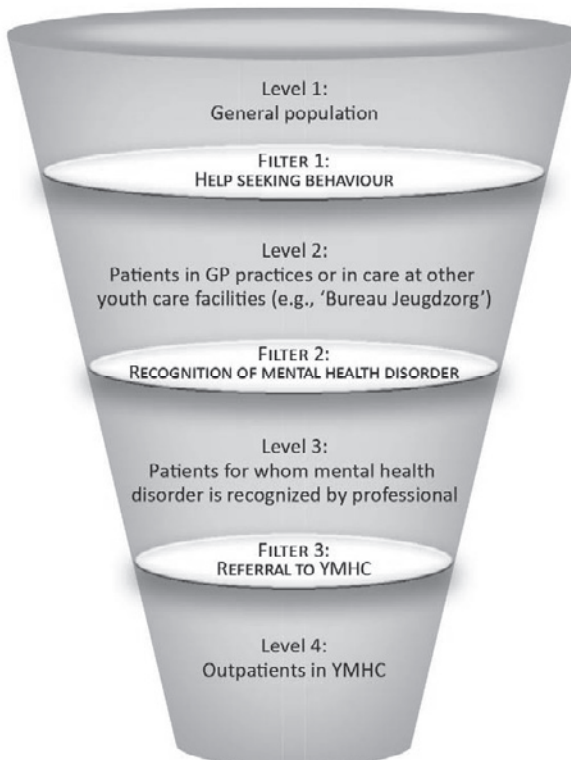 Level 1:
General population
FILTER 1:
HELP SEEKING BEHAVIOUR
Level 2:
Patients in GP practices or in care at other
youth care facilities (e.g., ‘Bureau Jeugdzorg’)
FILTER 2:
RECOGNITION OF MENTAL HEALTH DISORDER
Level 3:
Patients for whom mental health
disorder is recognized by professional
FILTER 3:
REFERRAL TO YMHC
Level 4:
Outpatients in YMHC